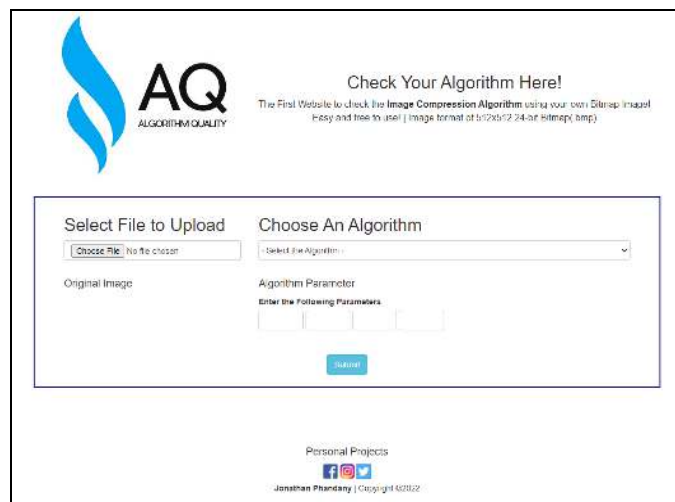 AQ
ALGORITHM QUALITY
Check Your Algorithm Here!
The First Website to check the Image Compression Algorithm using your own Bitmap Image!
Easy and free to use! | Image format of 512x512 24-bit Bitmap(.bmp)
Select File to Upload
Choose File No file chosen
Choose An Algorithm
- Select the Algorithm -
Original Image
Algorithm Parameter
Enter the Following Parameters
Submit
Personal Projects
Jonathan Phandany | Copyright ©2022